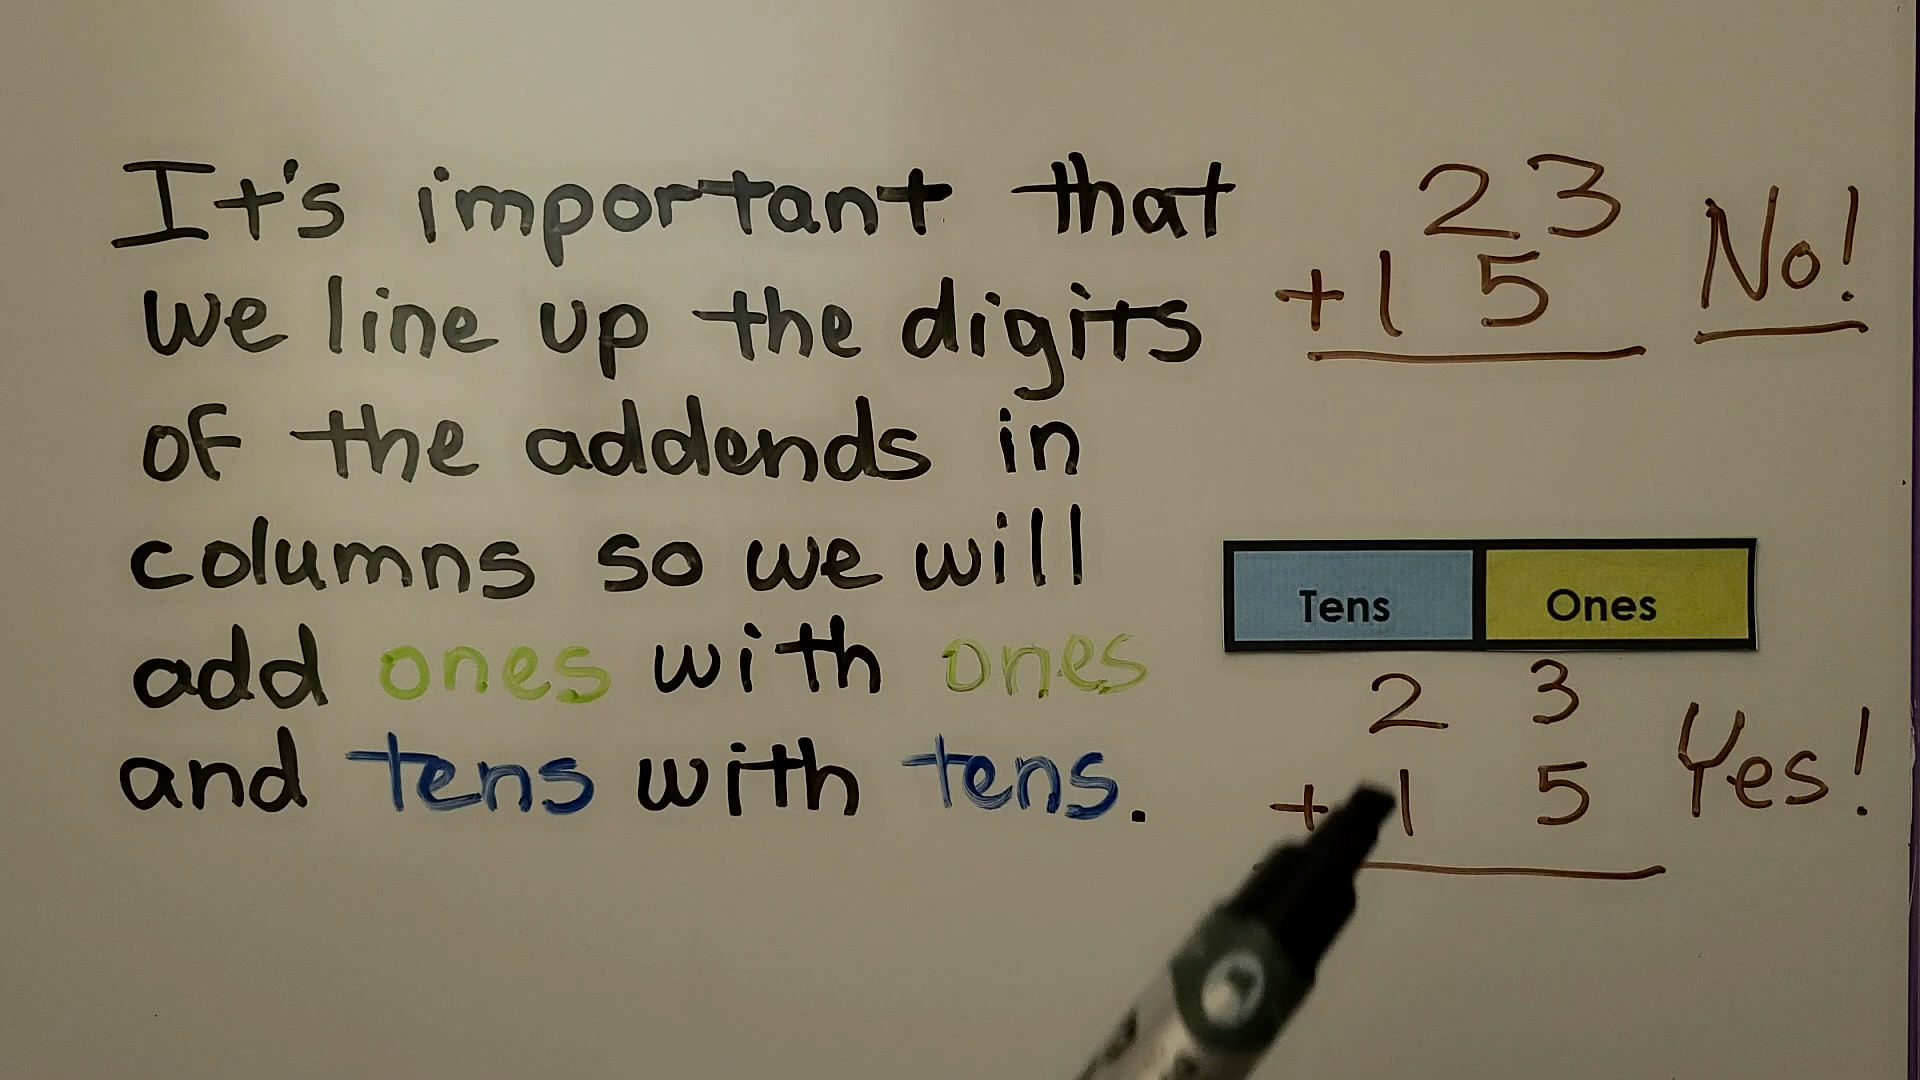 It's important that
we line up the digits
of the addends in
columns so we will
add ones with ones
and tens with tens.
23
+15
No!
Tens Ones
2 3
+1 5
Yes!